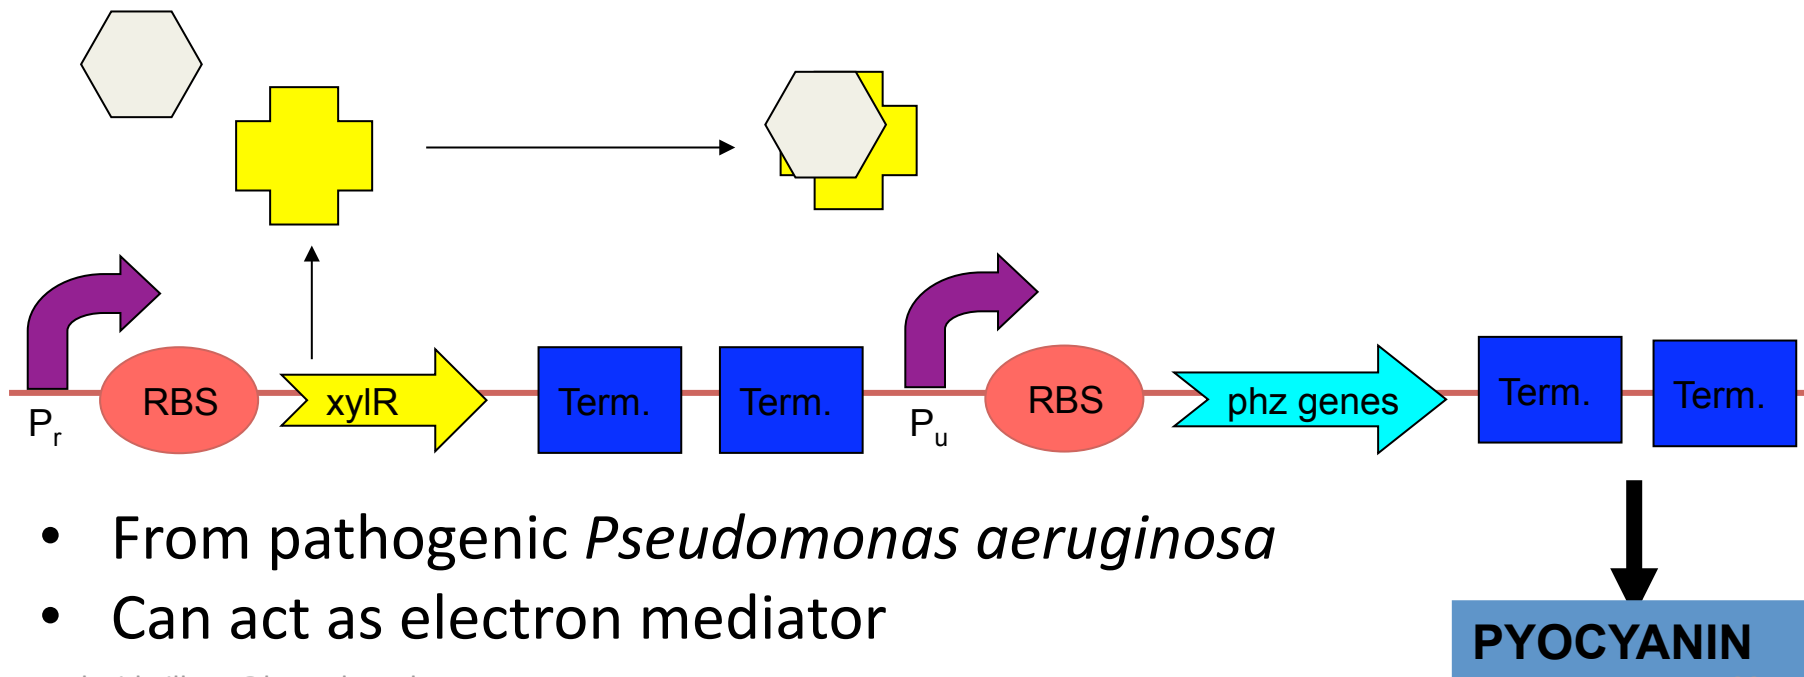 RBS
xylR
Term.
Term.
RBS
phz genes
Term.
Term.
Pr
Pu
• From pathogenic Pseudomonas aeruginosa
• Can act as electron mediator
PYOCYANIN